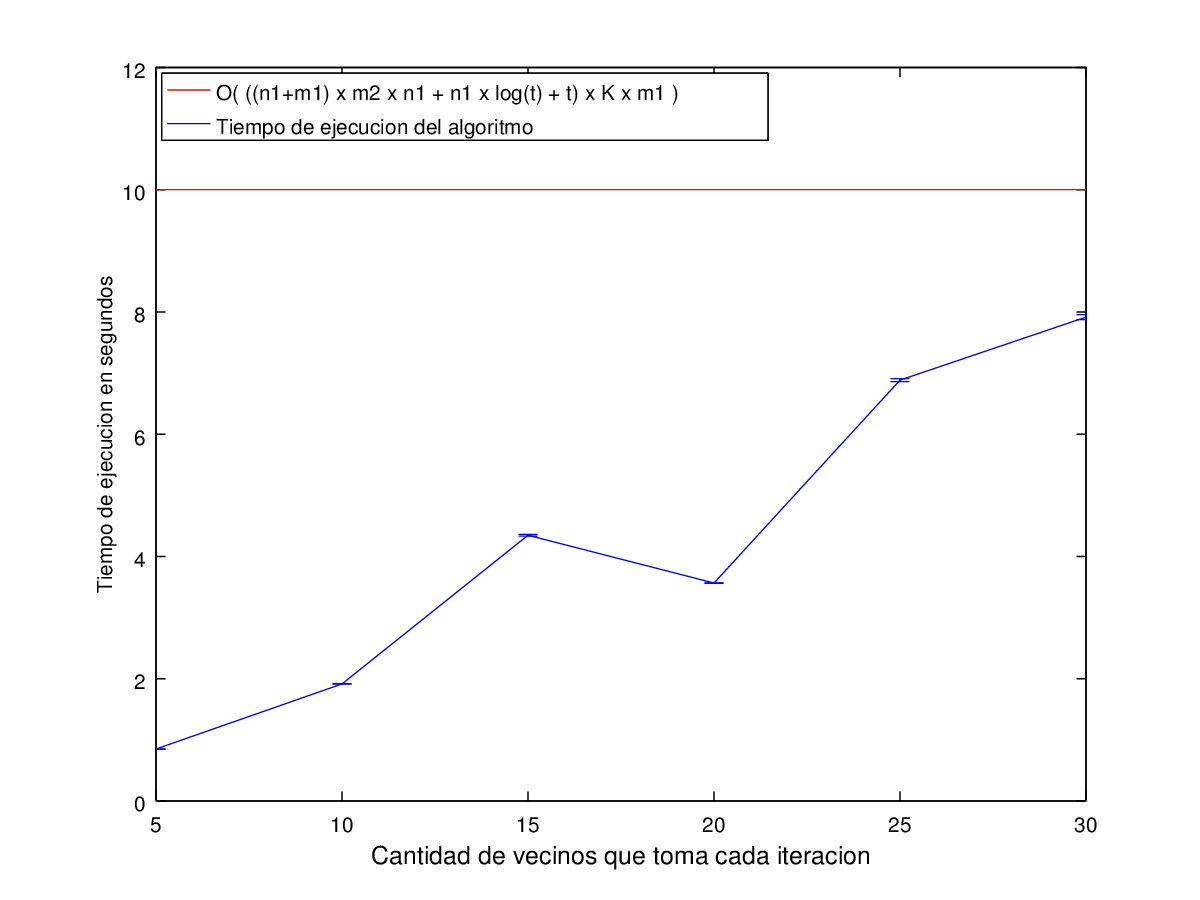 12
O( ((n1+m1) x m2 x n1 + n1 x log(t) + t) x K x m1 )
Tiempo de ejecucion del algoritmo
10
8
6
4
2
0
Tiempo de ejecucion en segundos
5 10 15 20 25 30
Cantidad de vecinos que toma cada iteracion